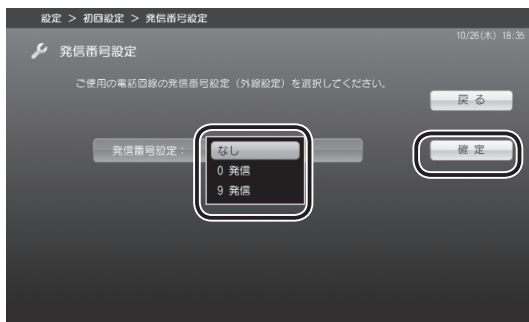 設定 > 初回設定 > 発信番号設定
10/26(木) 18:35
発信番号設定
ご使用の電話回線の発信番号設定（外線設定）を選択してください。
戻る
発信番号設定：
なし
確定
0 発信
9 発信